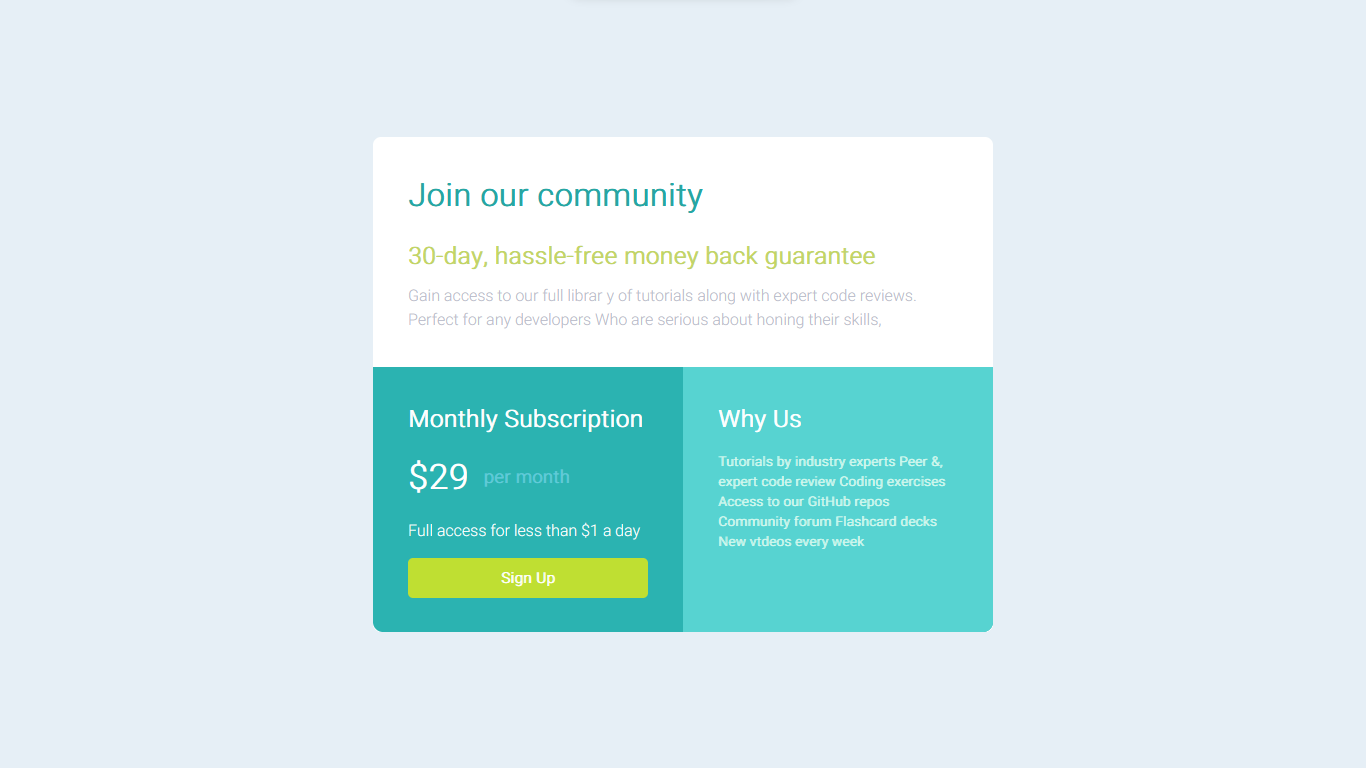 Join our community
30-day, hassle-free money back guarantee
Gain access to our full librar y of tutorials along with expert code reviews.
Perfect for any developers Who are serious about honing their skills,
Monthly Subscription
$29 per month
Full access for less than $1 a day
Sign Up
Why Us
Tutorials by industry experts Peer &,
expert code review Coding exercises
Access to our GitHub repos
Community forum Flashcard decks
New vtdeos every week